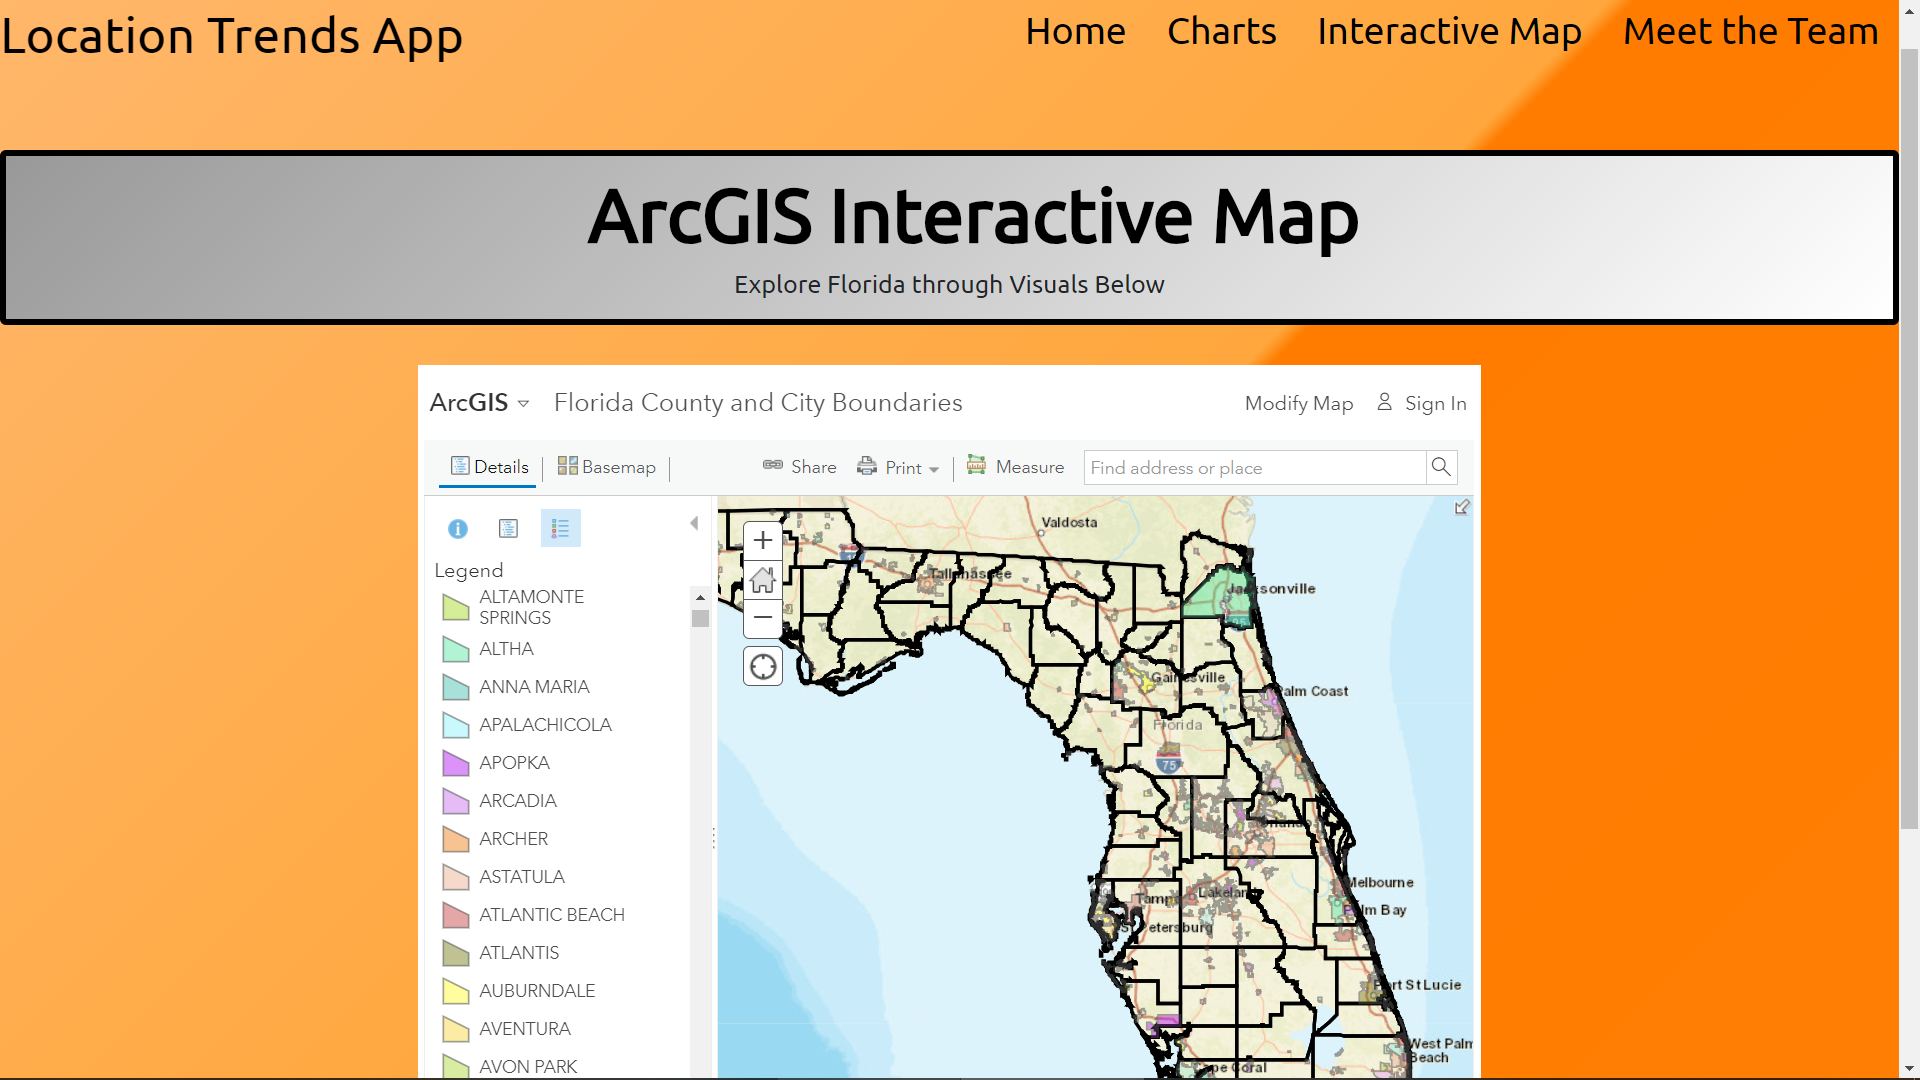 Location Trends App
Home Charts Interactive Map Meet the Team
ArcGIS Interactive Map
Explore Florida through Visuals Below
ArcGIS Florida County and City Boundaries Modify Map Sign In
Details Basemap Share Print Measure Find address or place
Legend
ALTAMONTE
SPRINGS
ALTHA
ANNA MARIA
APALACHICOLA
APOPKA
ARCADIA
ARCHER
ASTATULA
ATLANTIC BEACH
ATLANTIS
AUBURNDALE
AVENTURA
AVON PARK
Valdosta
Tallahassee
Jacksonville
95
Gainesville
Palm Coast
Florida
75
Orlando
Melbourne
Lakeland
Tampa
Palm Bay
St Petersburg
Port St Lucie
West Palm
Beach
Cape Coral